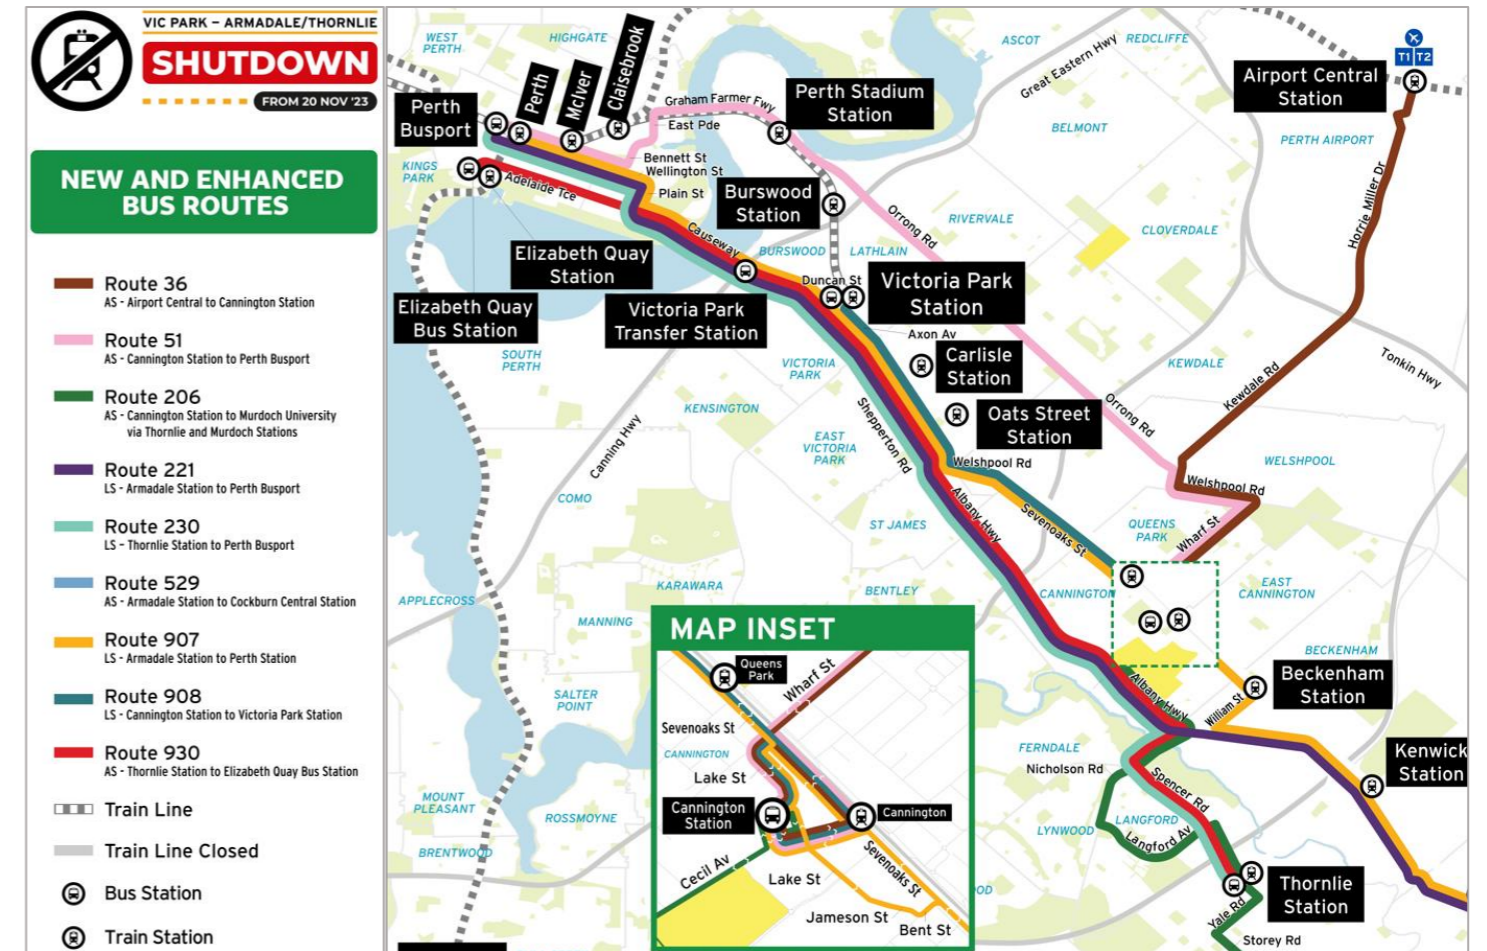 VIC PARK – ARMADALE/THORNLIE
SHUTDOWN
FROM 20 NOV '23
NEW AND ENHANCED
BUS ROUTES
Route 36
AS - Airport Central to Cannington Station
Route 51
AS - Cannington Station to Perth Busport
Route 206
AS - Cannington Station to Murdoch University
via Thornlie and Murdoch Stations
Route 221
LS - Armadale Station to Perth Busport
Route 230
LS – Thornlie Station to Perth Busport
Route 529
AS - Armadale Station to Cockburn Central Station
Route 907
LS - Armadale Station to Perth Station
Route 908
LS - Cannington Station to Victoria Park Station
Route 930
AS - Thornlie Station to Elizabeth Quay Bus Station
Train Line
Train Line Closed
Bus Station
Train Station
WEST
PERTH
HIGHGATE
Perth
Busport
Perth
McIver
Claisebrook
Graham Farmer Fwy
East Pde
Perth Stadium
Station
ASCOT
REDCLIFFE
Great Eastern Hwy
T1 T2
Airport Central
Station
BELMONT
PERTH AIRPORT
KINGS
PARK
Adelaide Tce
Bennett St
Wellington St
Plain St
Burswood
Station
Orrong Rd
RIVERVALE
CLOVERDALE
Horrie Miller Dr
Causeway
BURSWOOD
LATHLAIN
Elizabeth Quay
Station
Duncan St
Victoria Park
Station
Elizabeth Quay
Bus Station
Victoria Park
Transfer Station
Axon Av
SOUTH
PERTH
VICTORIA
PARK
Carlisle
Station
KEWDALE
Tonkin Hwy
Kewdale Rd
KENSINGTON
Shepperton Rd
Oats Street
Station
Orrong Rd
Canning Hwy
EAST
VICTORIA
PARK
Welshpool Rd
WELSHPOOL
COMO
Albany Hwy
Sevenoaks St
Welshpool Rd
ST JAMES
QUEENS
PARK
Wharf St
KARAWARA
BENTLEY
CANNINGTON
EAST
CANNINGTON
APPLECROSS
MANNING
BECKENHAM
Beckenham
Station
Albany Hwy
William St
SALTER
POINT
FERNDALE
Nicholson Rd
Kenwick
Station
Spencer Rd
MOUNT
PLEASANT
ROSSMOYNE
LYNWOOD
LANGFORD
Langford Av
BRENTWOOD
OOD
Thornlie
Station
Yale Rd
Storey Rd
MAP INSET
Queens
Park
Wharf St
Sevenoaks St
CANNINGTON
Lake St
Cannington
Station
Cannington
Cecil Av
Lake St
Sevenoaks St
Jameson St
Bent St